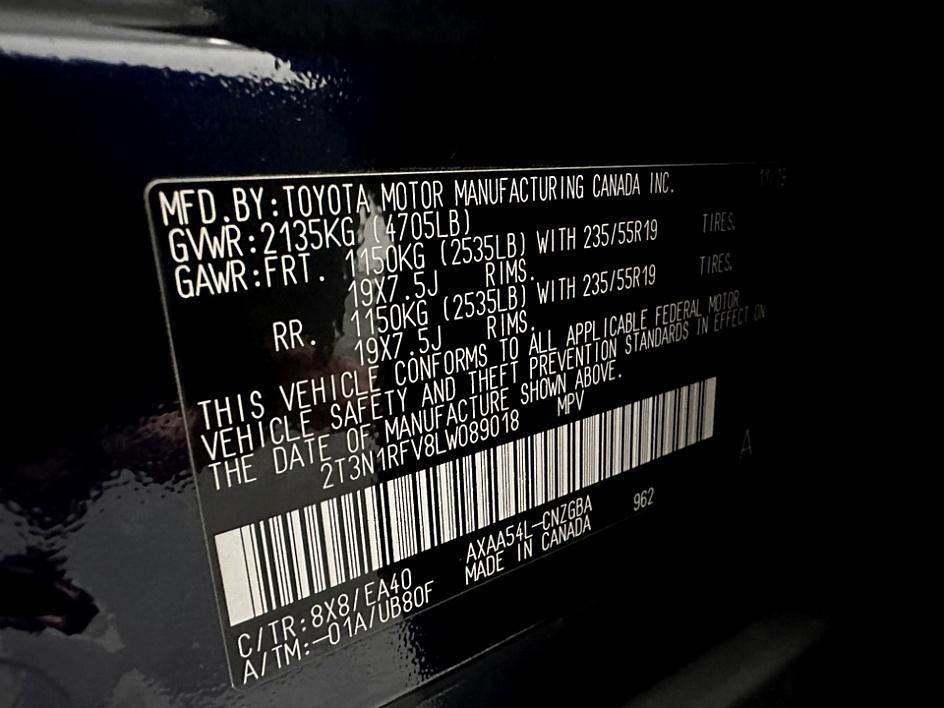 MFD.BY:TOYOTA MOTOR MANUFACTURING CANADA INC.
GVWR:2135KG (4705LB)
GAWR:FRT. 1150KG (2535LB) WITH 235/55R19 TIRES.
19X7.5J RIMS.
RR. 1150KG (2535LB) WITH 235/55R19 TIRES.
19X7.5J RIMS.
THIS VEHICLE CONFORMS TO ALL APPLICABLE FEDERAL MOTOR
VEHICLE SAFETY AND THEFT PREVENTION STANDARDS IN EFFECT ON
THE DATE OF MANUFACTURE SHOWN ABOVE.
2T3N1RFV8LW089018 MPV
A
C/TR:8X8/EA40 AXAA54L-CNZGBA 962
A/TM:-01A/UB80F MADE IN CANADA